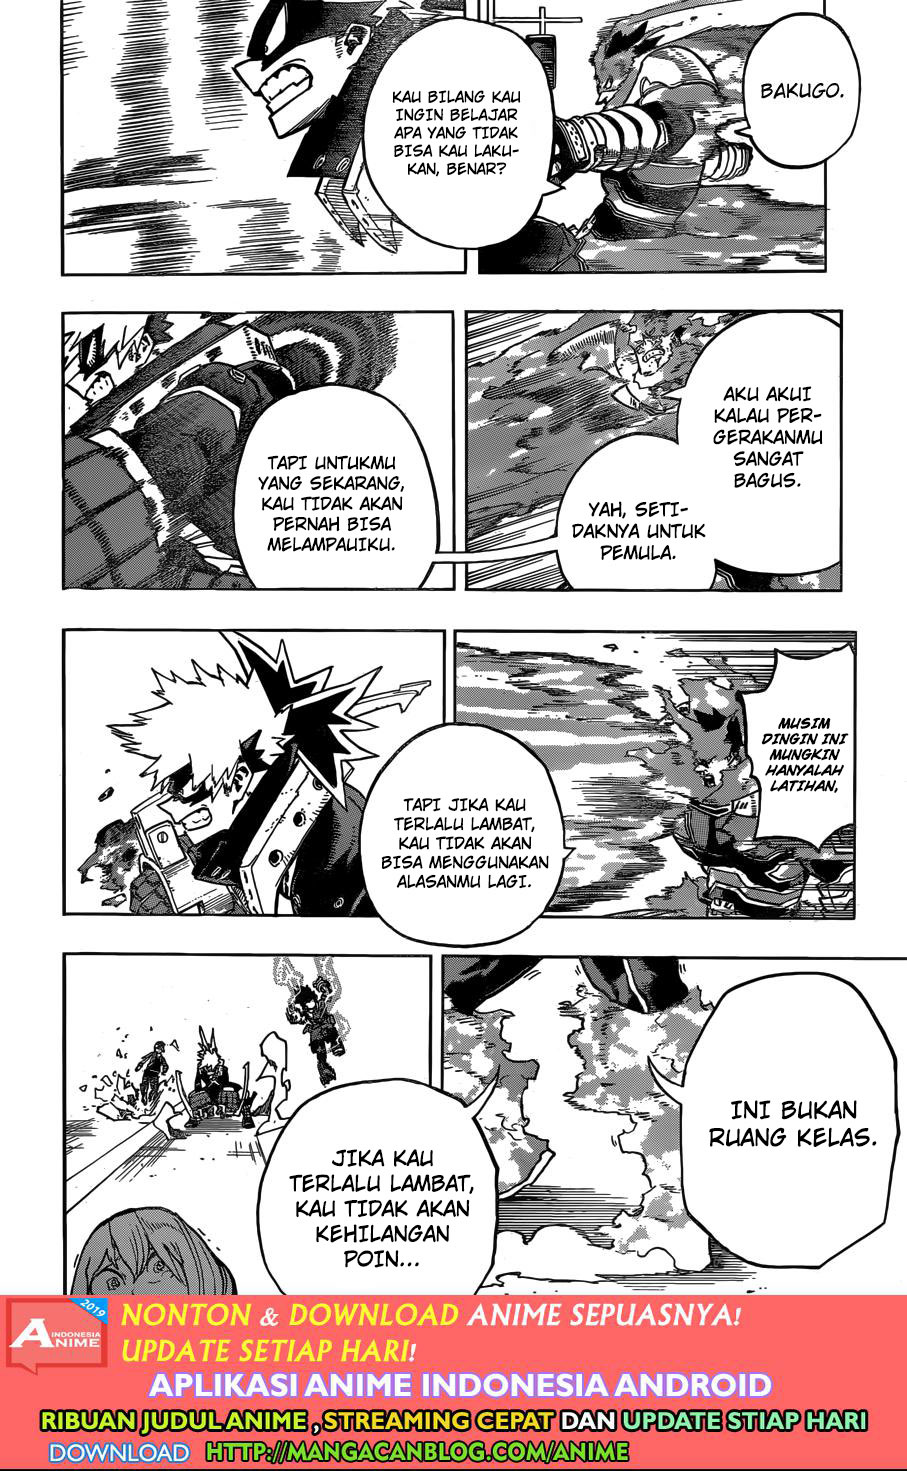 BAKUGO.
KAU BILANG KAU
INGIN BELAJAR
APA YANG TIDAK
BISA KAU LAKU-
KAN, BENAR?
AKU AKUI
KALAU PER-
GERAKANMU
SANGAT
BAGUS.
YAH, SETI-
DAKNYA UNTUK
PEMULA.
TAPI UNTUKMU
YANG SEKARANG,
KAU TIDAK AKAN
PERNAH BISA
MELAMPAUIKU.
MUSIM
DINGIN INI
MUNGKIN
HANYALAH
LATIHAN,
TAPI JIKA KAU
TERLALU LAMBAT,
KAU TIDAK AKAN
BISA MENGGUNAKAN
ALASANMU LAGI.
INI BUKAN
RUANG KELAS.
JIKA KAU
TERLALU LAMBAT,
KAU TIDAK AKAN
KEHILANGAN
POIN...
2019
INDONESIA
ANIME
NONTON & DOWNLOAD ANIME SEPUASNYA!
UPDATE SETIAP HARI!
APLIKASI ANIME INDONESIA ANDROID
RIBUAN JUDUL ANIME , STREAMING CEPAT DAN UPDATE STIAP HARI
DOWNLOAD HTTP://MANGACANBLOG.COM/ANIME